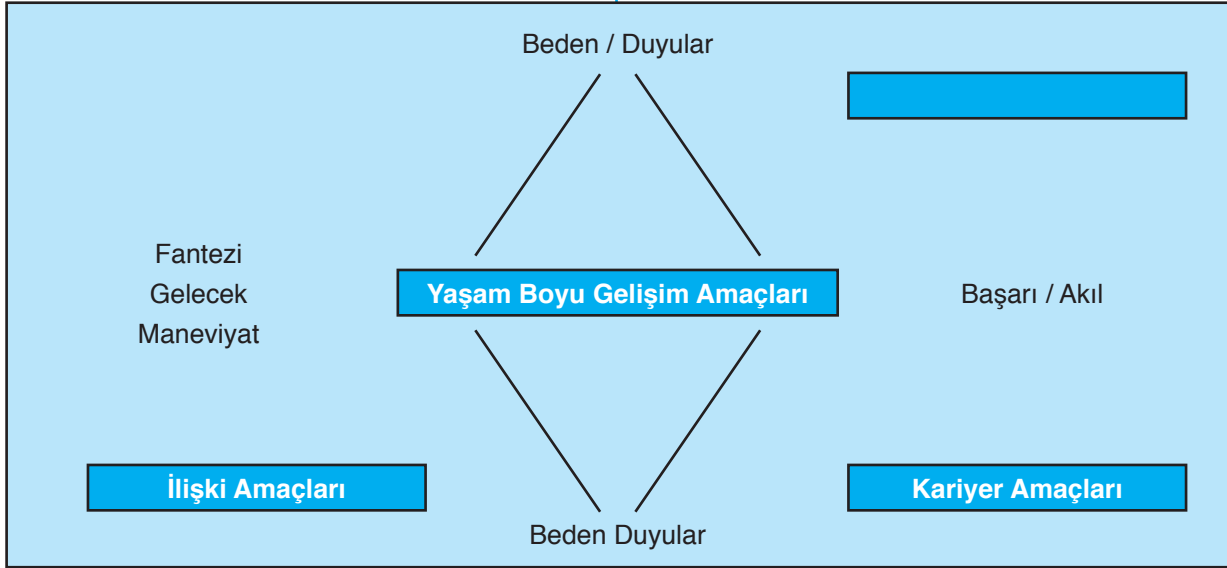 Beden / Duyular
Fantezi
Gelecek
Maneviyat
Yaşam Boyu Gelişim Amaçları
Başarı / Akıl
İlişki Amaçları
Kariyer Amaçları
Beden Duyular